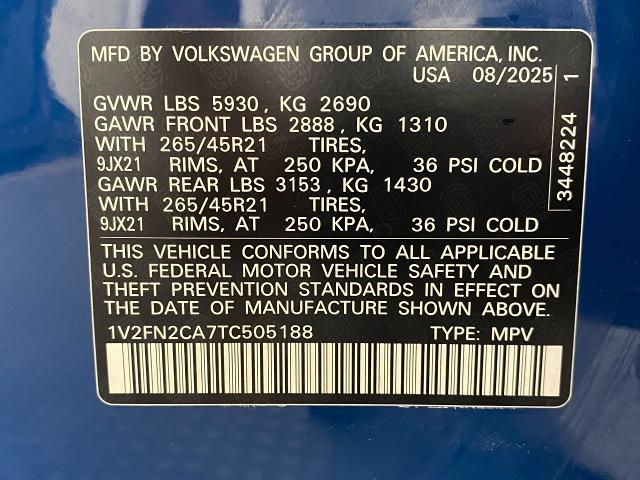 MFD BY VOLKSWAGEN GROUP OF AMERICA, INC.
USA 08/2025
GVWR LBS 5930, KG 2690
GAWR FRONT LBS 2888, KG 1310
WITH 265/45R21 TIRES,
9JX21 RIMS, AT 250 KPA, 36 PSI COLD
GAWR REAR LBS 3153, KG 1430
WITH 265/45R21 TIRES,
9JX21 RIMS, AT 250 KPA, 36 PSI COLD
THIS VEHICLE CONFORMS TO ALL APPLICABLE
U.S. FEDERAL MOTOR VEHICLE SAFETY AND
THEFT PREVENTION STANDARDS IN EFFECT ON
THE DATE OF MANUFACTURE SHOWN ABOVE.
1V2FN2CA7TC505188 TYPE: MPV
3448224 1